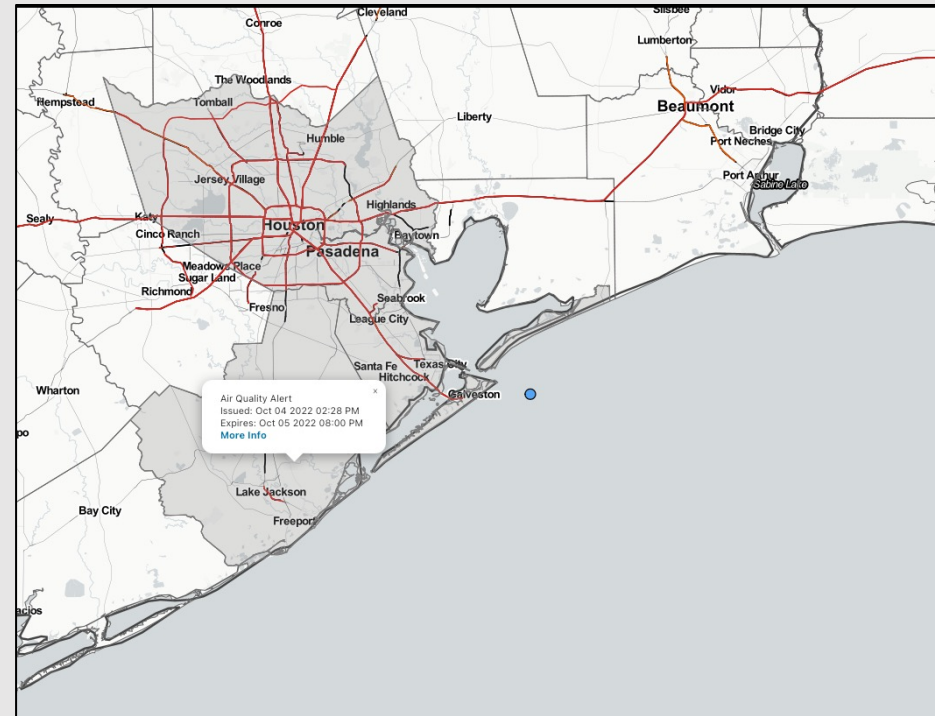 Cleveland
Conroe
Silsbee
Lumberton
The Woodlands
Tomball
Hempstead
Vidor
Beaumont
Liberty
Humble
Bridge City
Port Neches
Jersey Village
Port Arthur
Sabine Lake
Highlands
Sealy
Katy
Houston
Cinco Ranch
Baytown
Pasadena
Meadows Place
Sugar Land
Richmond
Seabrook
Fresno
League City
Santa Fe
Texas City
Hitchcock
Wharton
Galveston
×
Air Quality Alert
Issued: Oct 04 2022 02:28 PM
Expires: Oct 05 2022 08:00 PM
More Info
po
Lake Jackson
Bay City
Freeport
acios